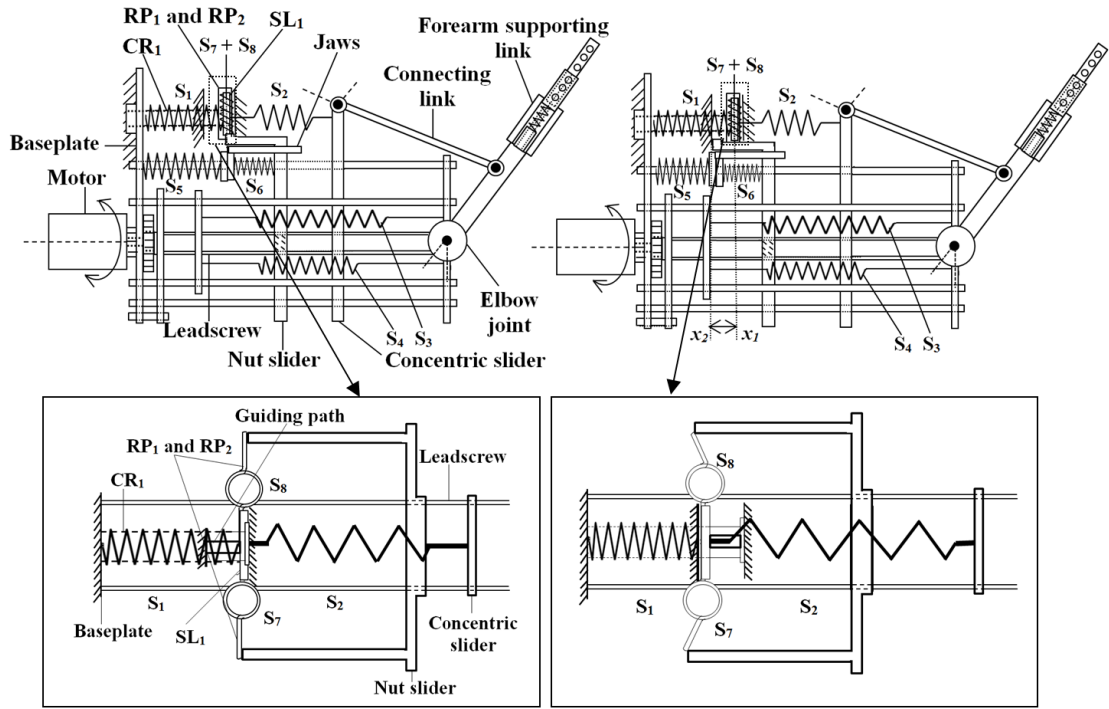 RP₁ and RP₂
SL₁
CR₁
S₇ + S₈
Jaws
Forearm supporting
link
S₁
S₂
Connecting
link
Baseplate
Motor
S₅
S₆
Elbow
joint
Leadscrew
S₄
S₃
Nut slider
Concentric slider
S₇ + S₈
S₁
S₂
S₅
S₆
x₂
x₁
S₄
S₃
Guiding path
RP₁ and RP₂
Leadscrew
CR₁
S₈
S₁
S₂
S₇
Baseplate
SL₁
Concentric
slider
Nut slider
S₈
S₁
S₂
S₇